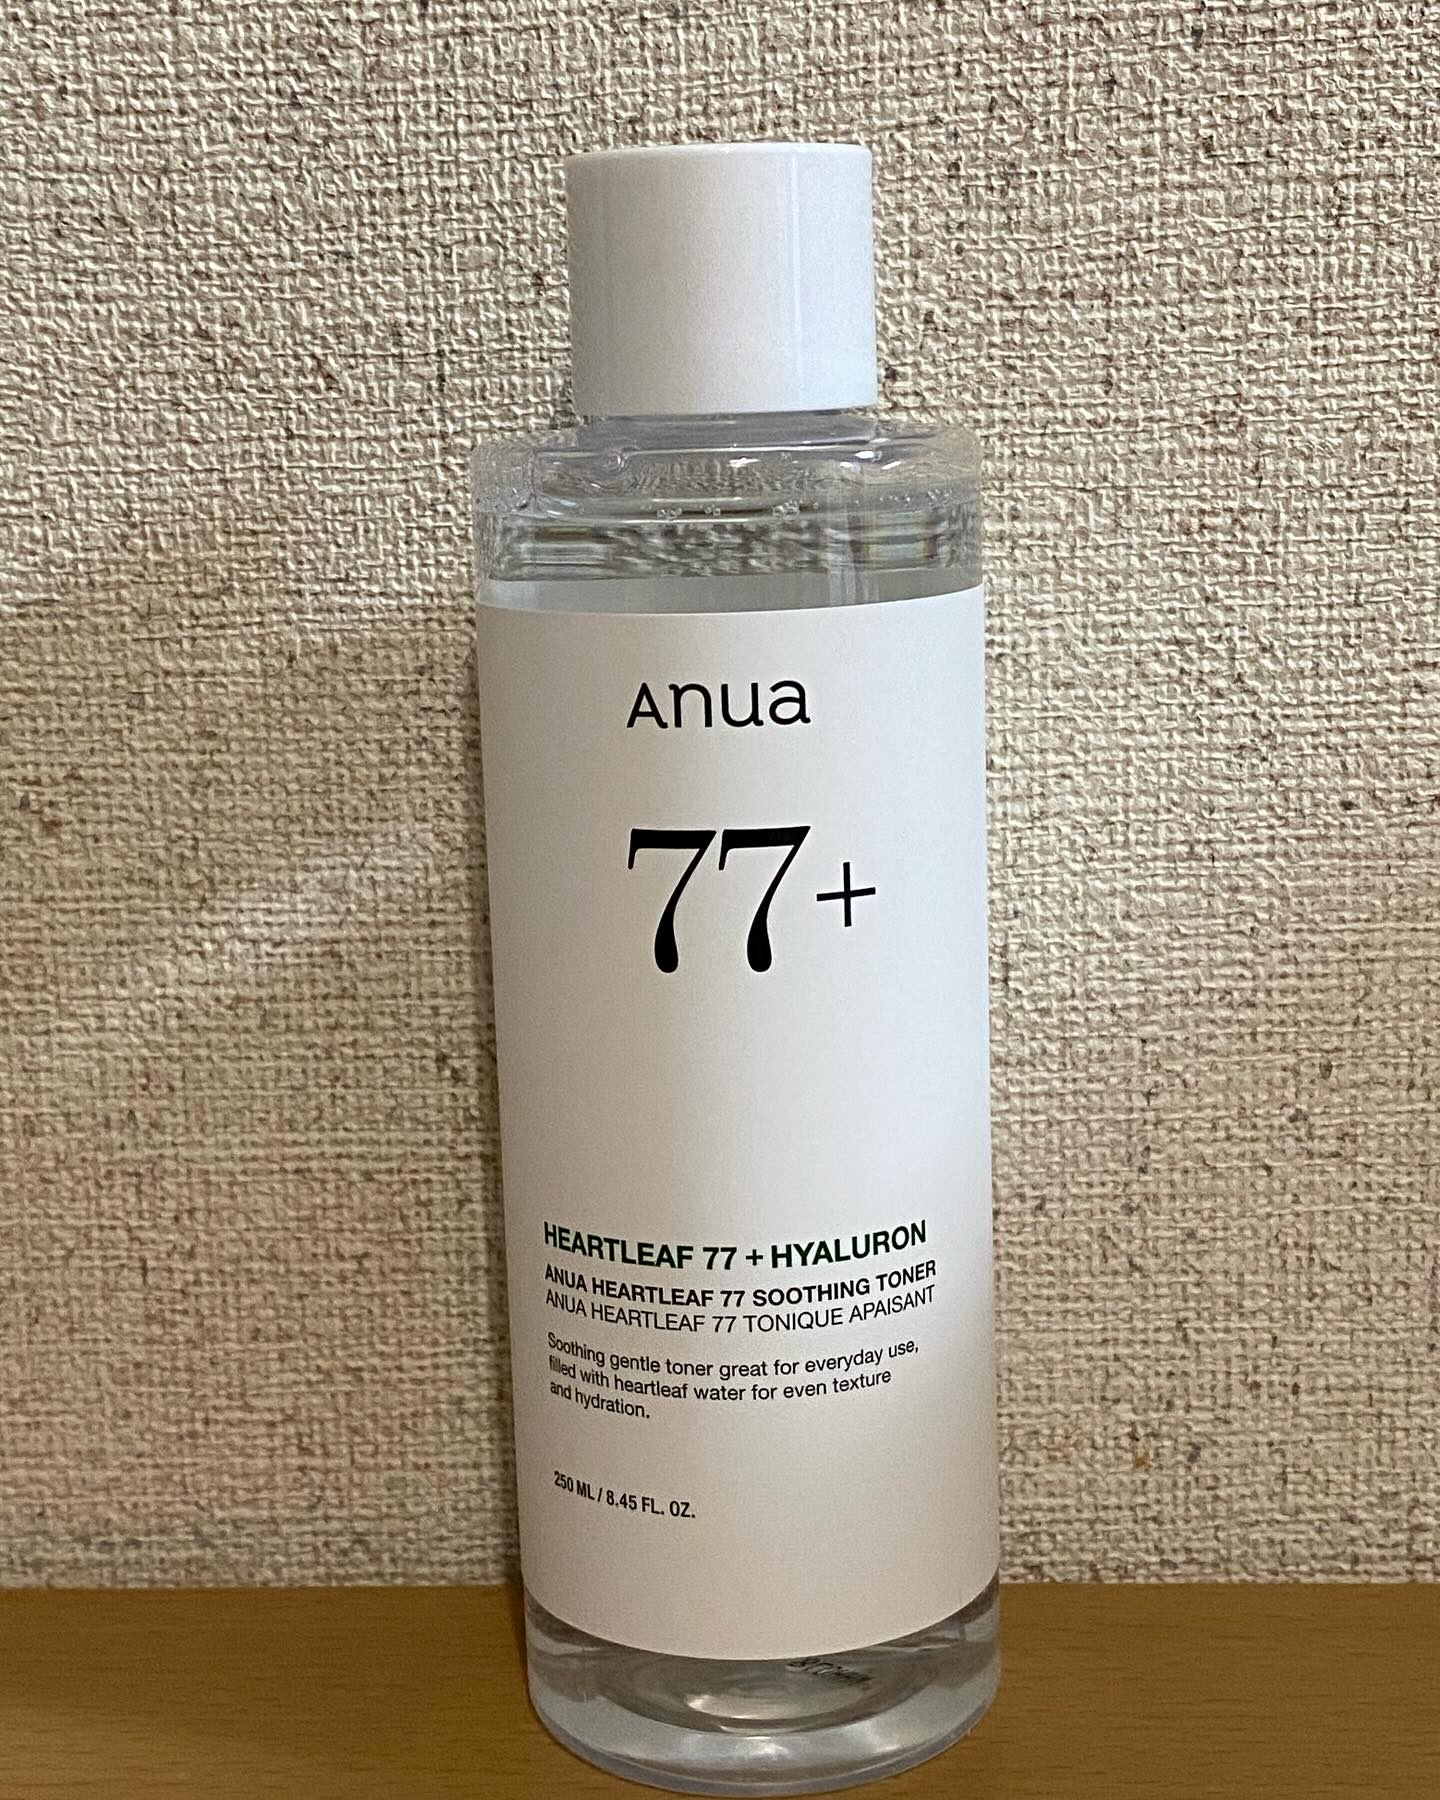 Anua
77+
HEARTLEAF 77 + HYALURON
ANUA HEARTLEAF 77 SOOTHING TONER
ANUA HEARTLEAF 77 TONIQUE APAISANT
Soothing gentle toner great for everyday use,
filled with heartleaf water for even texture
and hydration.
250 ML / 8.45 FL. OZ.